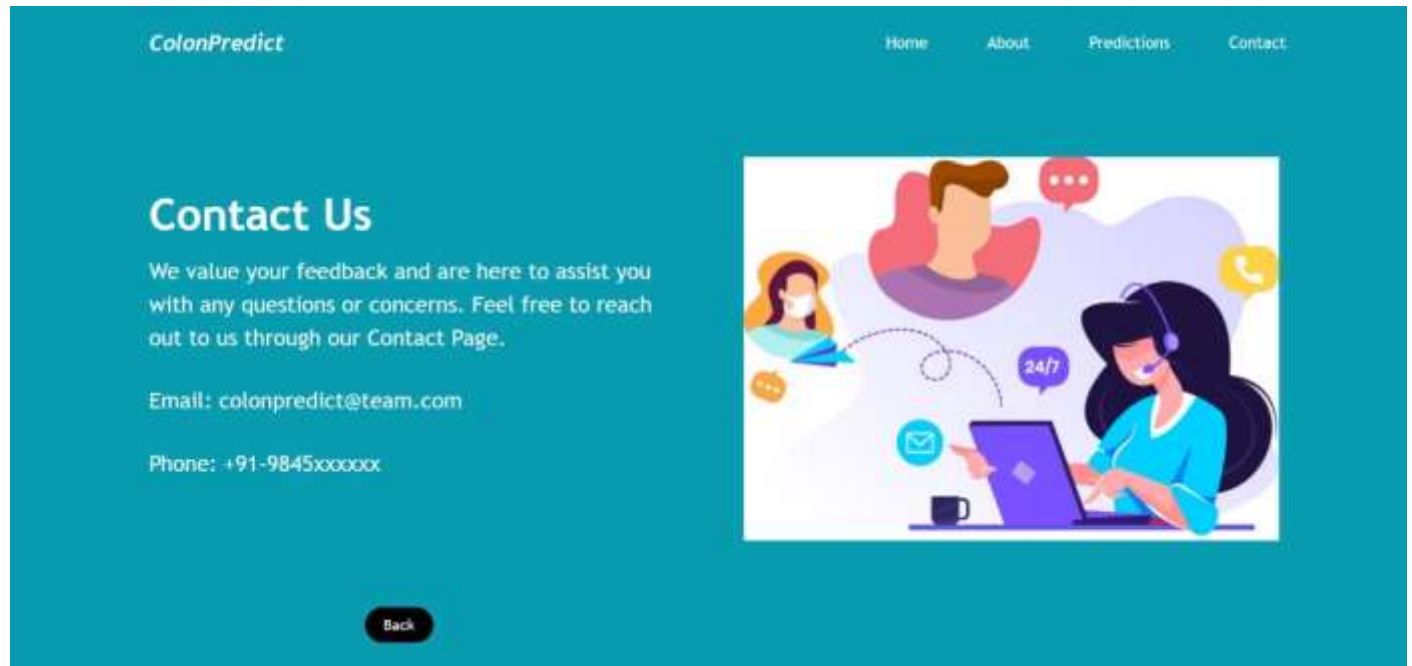 ColonPredict
Home About Predictions Contact
Contact Us
We value your feedback and are here to assist you
with any questions or concerns. Feel free to reach
out to us through our Contact Page.
Email: colonpredict@team.com
Phone: +91-9845xxxxxx
24/7
Back